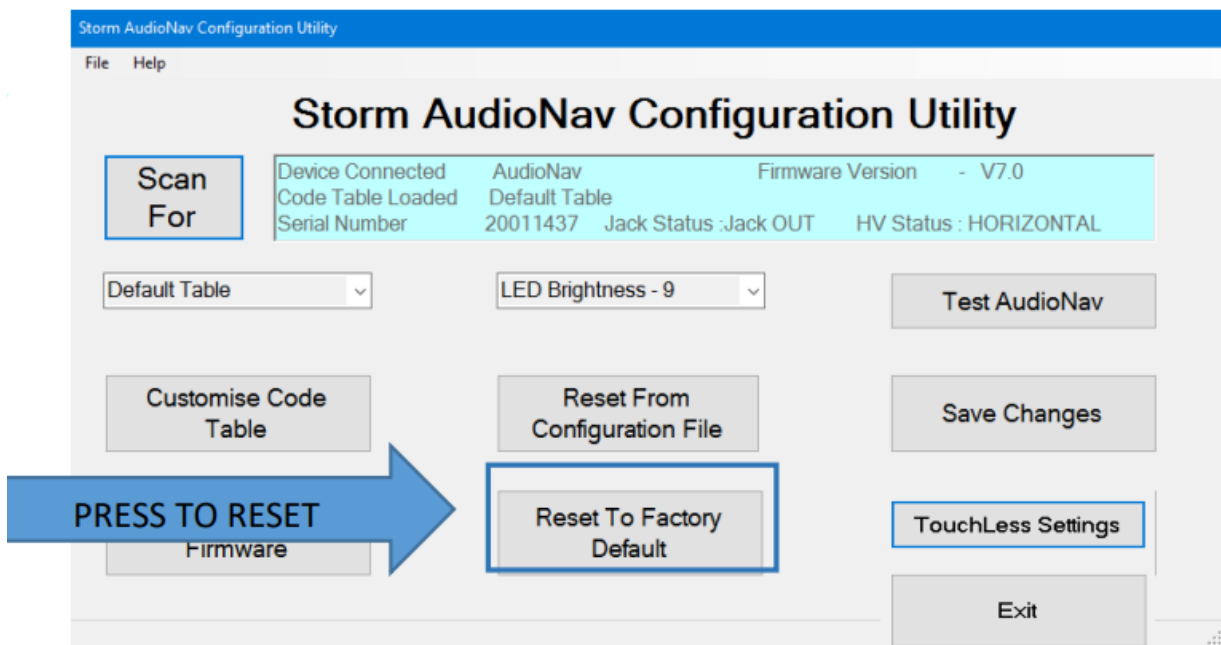 Storm AudioNav Configuration Utility
File Help
Storm AudioNav Configuration Utility
Scan
For
Device Connected AudioNav Firmware Version - V7.0
Code Table Loaded Default Table
Serial Number 20011437 Jack Status :Jack OUT HV Status : HORIZONTAL
Default Table
LED Brightness - 9
Test AudioNav
Customise Code
Table
Reset From
Configuration File
Save Changes
PRESS TO RESET
Firmware
Reset To Factory
Default
TouchLess Settings
Exit